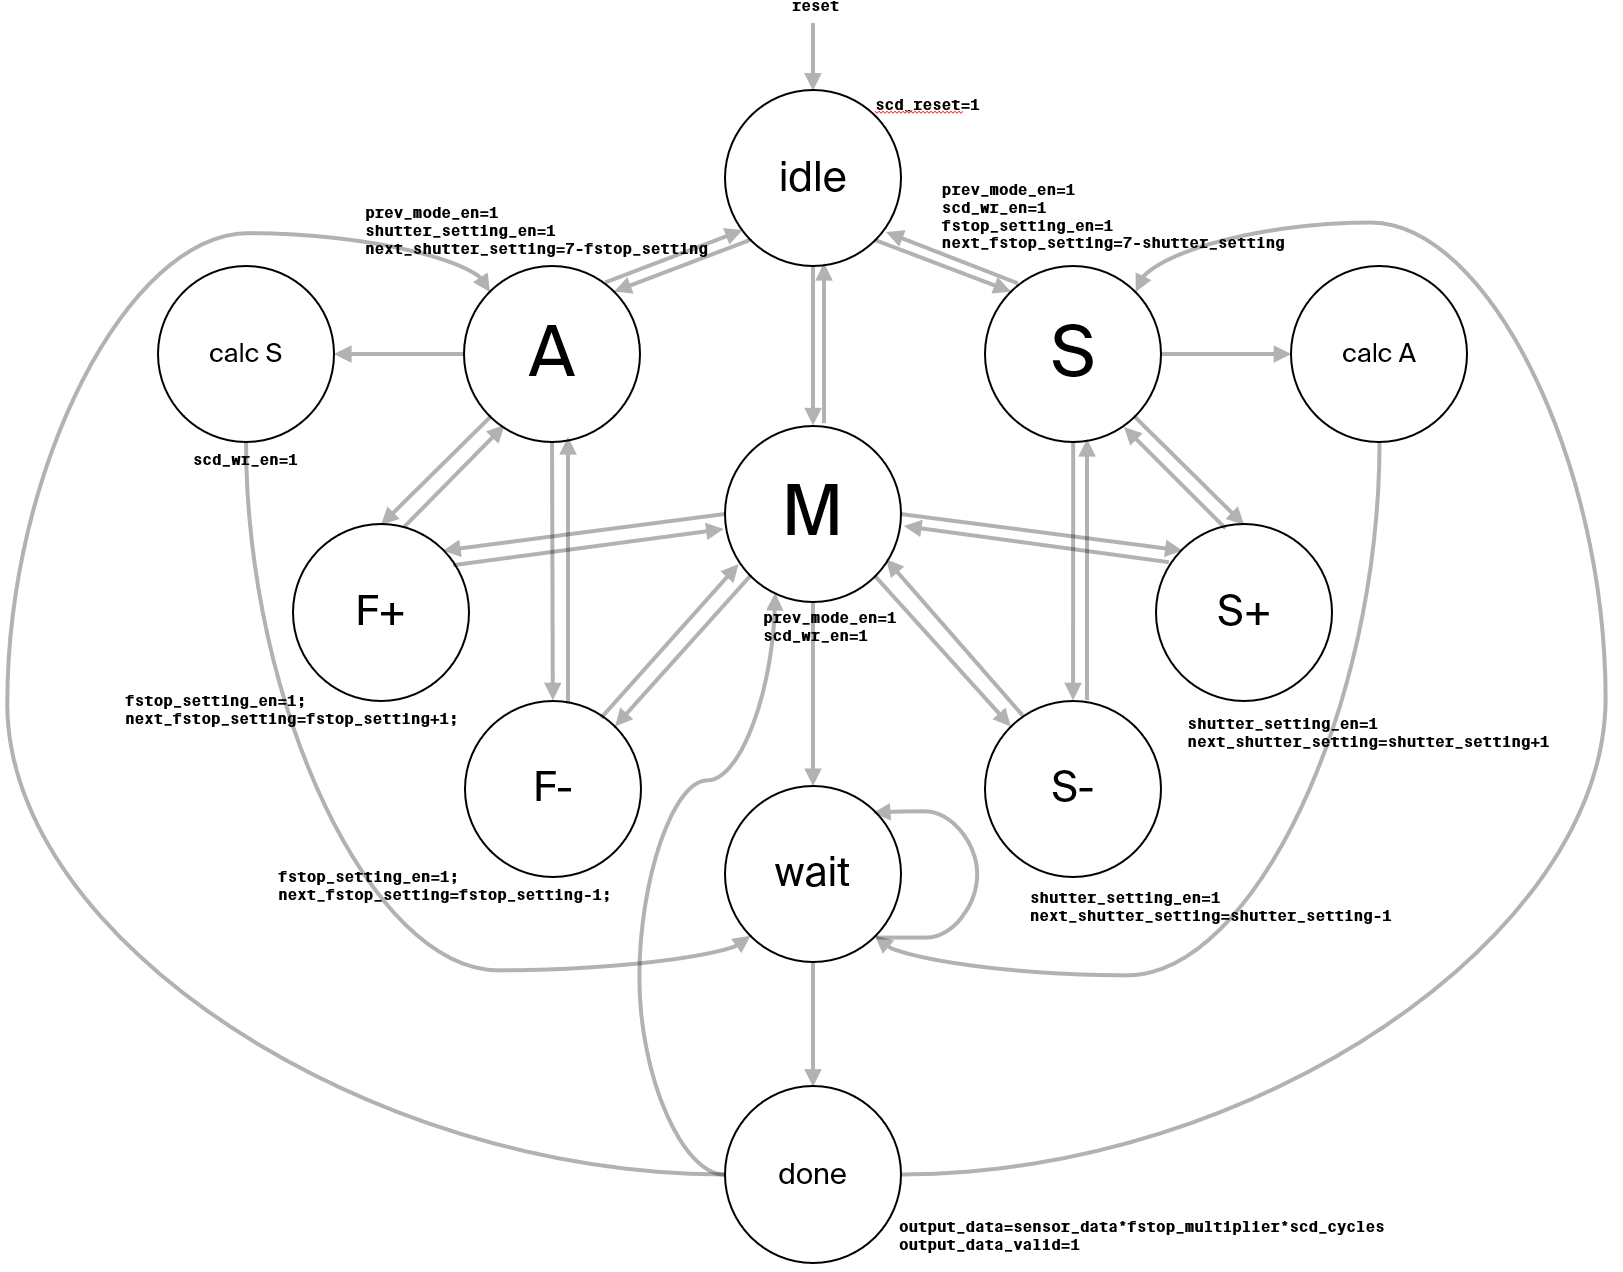 reset
scd_reset=1
idle
prev_mode_en=1
scd_wr_en=1
fstop_setting_en=1
next_fstop_setting=7-shutter_setting
prev_mode_en=1
shutter_setting_en=1
next_shutter_setting=7-fstop_setting
calc S
A
S
calc A
scd_wr_en=1
M
F+
S+
prev_mode_en=1
scd_wr_en=1
fstop_setting_en=1;
next_fstop_setting=fstop_setting+1;
shutter_setting_en=1
next_shutter_setting=shutter_setting+1
F-
S-
wait
fstop_setting_en=1;
next_fstop_setting=fstop_setting-1;
shutter_setting_en=1
next_shutter_setting=shutter_setting-1
done
output_data=sensor_data*fstop_multiplier*scd_cycles
output_data_valid=1